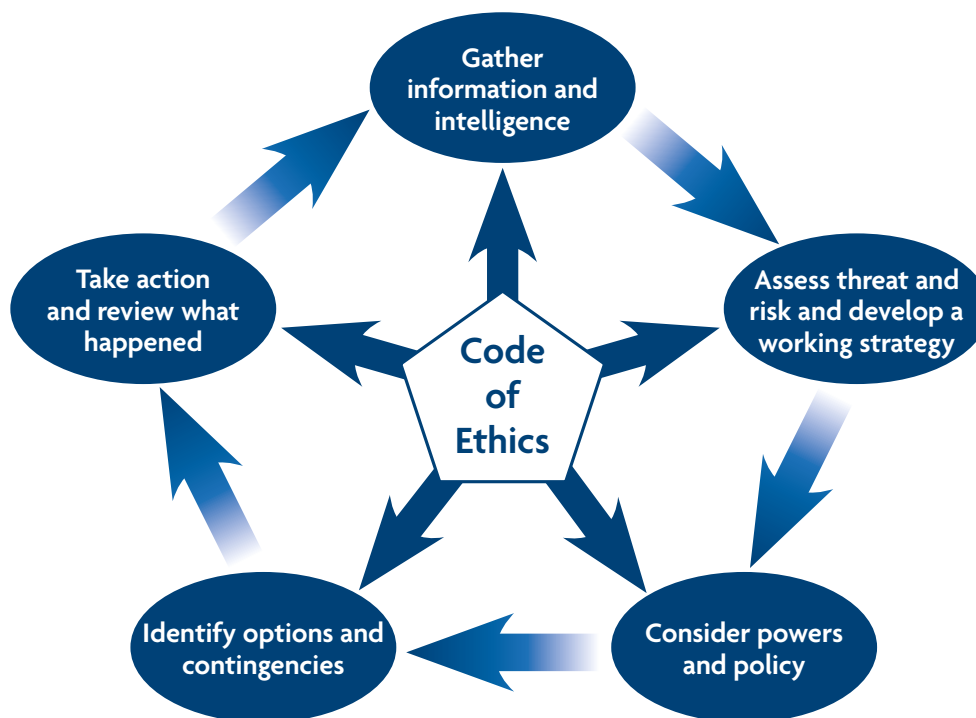 Gather
information and
intelligence
Assess threat and
risk and develop a
working strategy
Consider powers
and policy
Identify options and
contingencies
Take action
and review what
happened
Code
of
Ethics